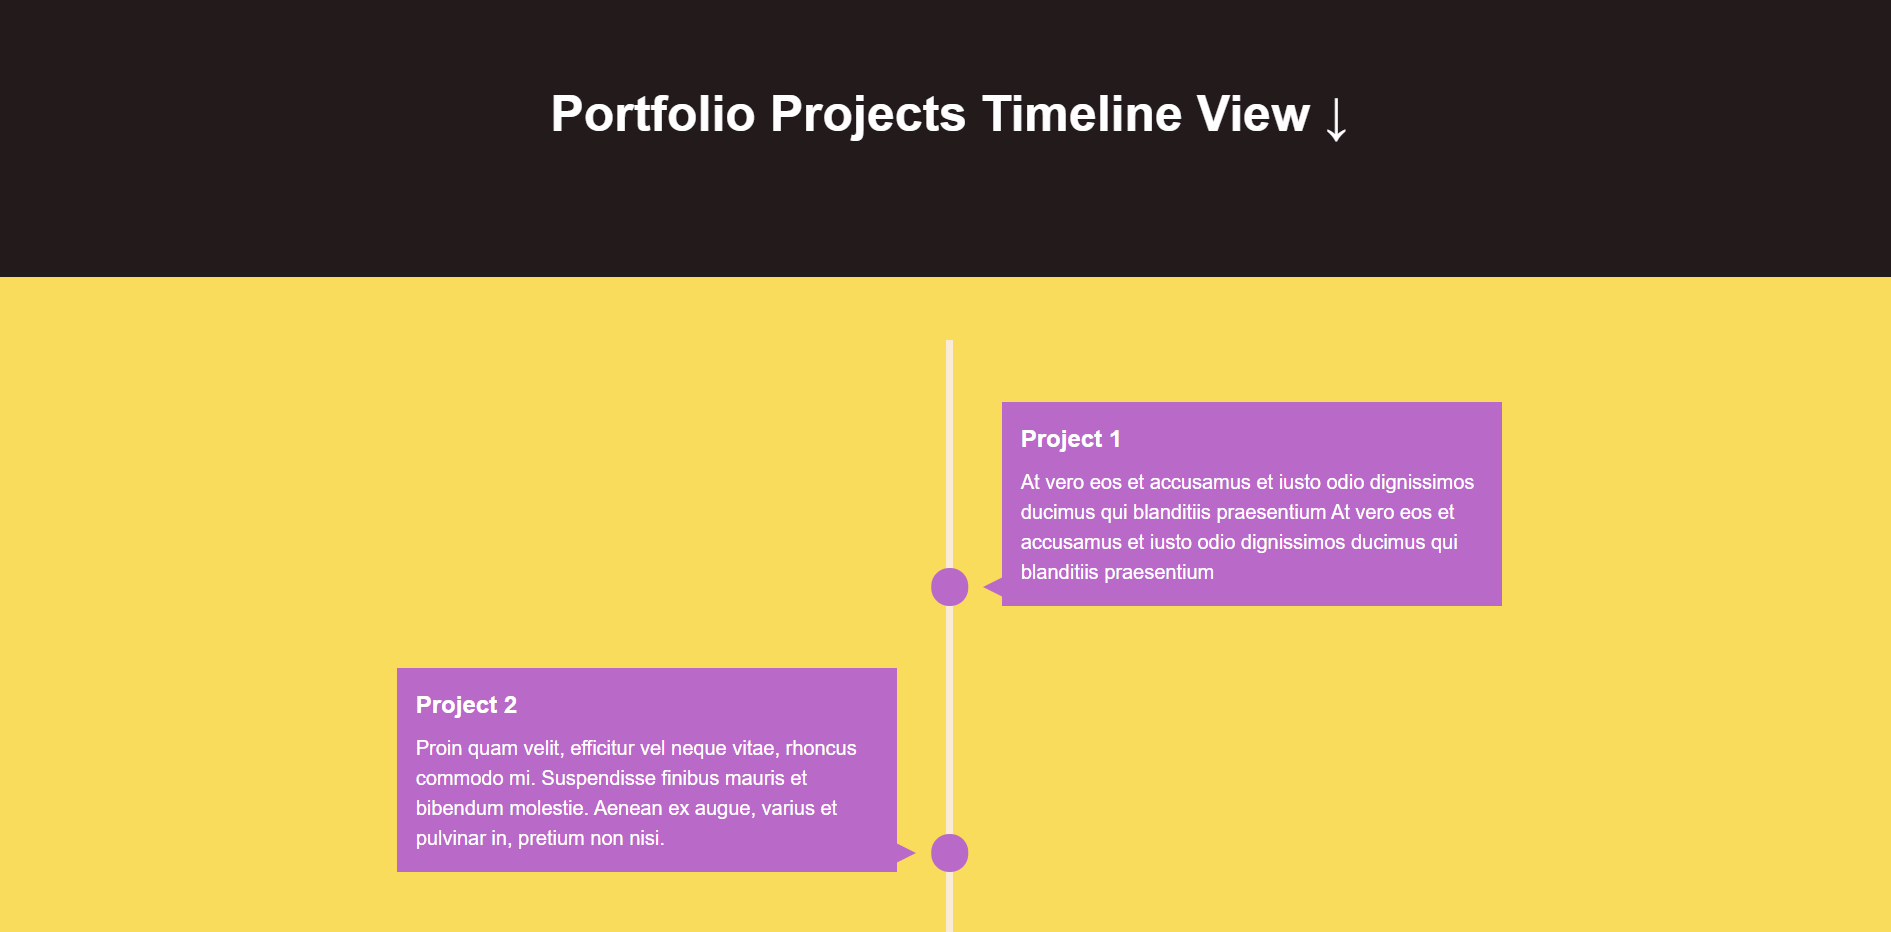 Portfolio Projects Timeline View ↓
Project 1
At vero eos et accusamus et iusto odio dignissimos
ducimus qui blanditiis praesentium At vero eos et
accusamus et iusto odio dignissimos ducimus qui
blanditiis praesentium
Project 2
Proin quam velit, efficitur vel neque vitae, rhoncus
commodo mi. Suspendisse finibus mauris et
bibendum molestie. Aenean ex augue, varius et
pulvinar in, pretium non nisi.